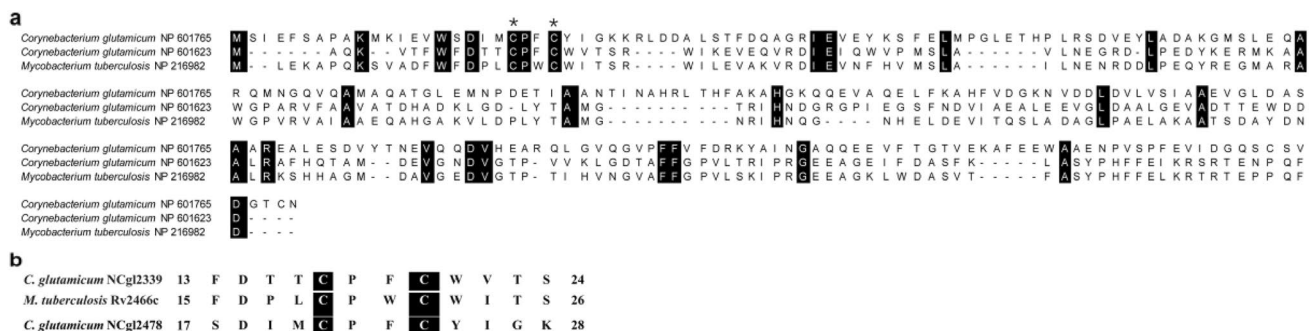 a
* *
Corynebacterium glutamicum NP 601765 M S I E F S A P A K M K I E V W S D I M C P F C Y I G K K R L D D A L S T F D Q A G R I E V E Y K S F E L M P G L E T H P L R S D V E Y L A D A K G M S L E Q A
Corynebacterium glutamicum NP 601623 M - - - - - A Q K - - V T F W F D T T C P F C W V T S R - - - - W I K E V E Q V R D I E I Q W V P M S L A - - - - - V L N E G R D - L P E D Y K E K M A A A
Mycobacterium tuberculosis NP 216982 M - - L E K A P Q K S V A D F W F D P L C P W C W I T S R - - - - W I L E V A K V R D I E V N F H V M S L A - - - - - I L N E N R D D L P E Q Y R E G M A R A
Corynebacterium glutamicum NP 601765 R Q M N G Q V Q A M A Q A T G L E M N P D E T I A A N T I N A H R L T H F A K A H G K Q Q E V A Q E L F K A H F V D G K N V D D L D V L V S I A A E V G L D A S
Corynebacterium glutamicum NP 601623 W G P A R V F A A V A T D H A D K L G D - L Y T A M G - - - - - - T R I H N D G R G P I E G S F N D V I A E A L E E V G L D A A L G E V A D T T E W D D
Mycobacterium tuberculosis NP 216982 W G P V R V A I A A E Q A H G A K V L D P L Y T A M G - - - - - - N R I H N Q G - - - N H E L D E V I T Q S L A D A G L P A E L A K A A T S D A Y D N
Corynebacterium glutamicum NP 601765 A A R E A L E S D V Y T N E V Q Q D V H E A R Q L G V Q G V P F F V F D R K Y A I N G A Q Q E E V F T G T V E K A F E E W A A E N P V S P F E V I D G Q S C S V
Corynebacterium glutamicum NP 601623 A L R A F H Q T A M - - D E V G N D V G T P - V V K L G D T A F F G P V L T R I P R G E E A G E I F D A S F K - - - - - L A S Y P H F F E I K R S R T E N P Q F
Mycobacterium tuberculosis NP 216982 A L R K S H H A G M - - D A V G E D V G T P - T I H V N G V A F F G P V L S K I P R G E E A G K L W D A S V T - - - - - F A S Y P H F F E L K R T R T E P P Q F
Corynebacterium glutamicum NP 601765 D G T C N
Corynebacterium glutamicum NP 601623 D - - - -
Mycobacterium tuberculosis NP 216982 D - - - -
b
C. glutamicum NCgl2339 13 F D T T C P F C W V T S 24
M. tuberculosis Rv2466c 15 F D P L C P W C W I T S 26
C. glutamicum NCgl2478 17 S D I M C P F C Y I G K 28